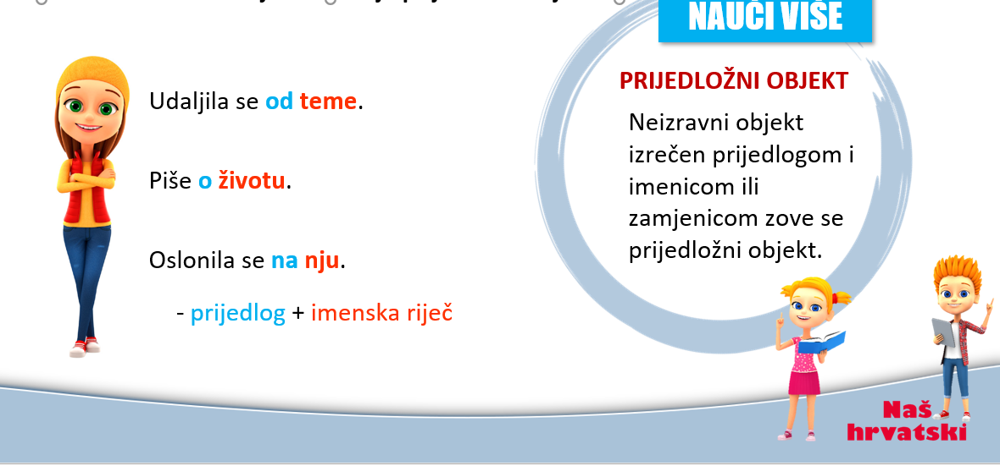 NAUČI VIŠE
Udaljila se od teme.
Piše o životu.
Oslonila se na nju.
- prijedlog + imenska riječ
PRIJEDLOŽNI OBJEKT
Neizravni objekt
izrečen prijedlogom i
imenicom ili
zamjenicom zove se
prijedložni objekt.
Naš
hrvatski